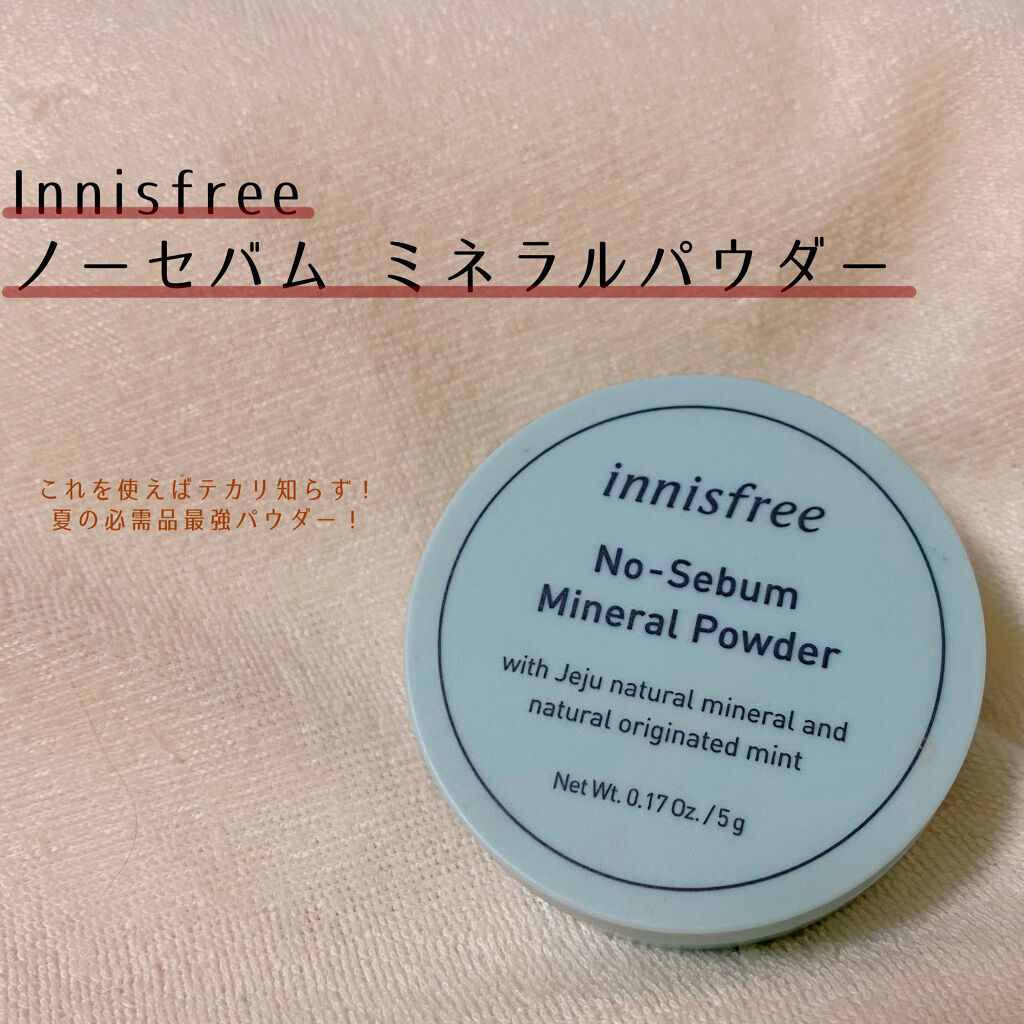 Innisfree
ノーセバム ミネラルパウダー
これを使えばテカリ知らず！
夏の必需品最強パウダー！
innisfree
No-Sebum
Mineral Powder
with Jeju natural mineral and
natural originated mint
Net Wt. 0.17 Oz. / 5 g